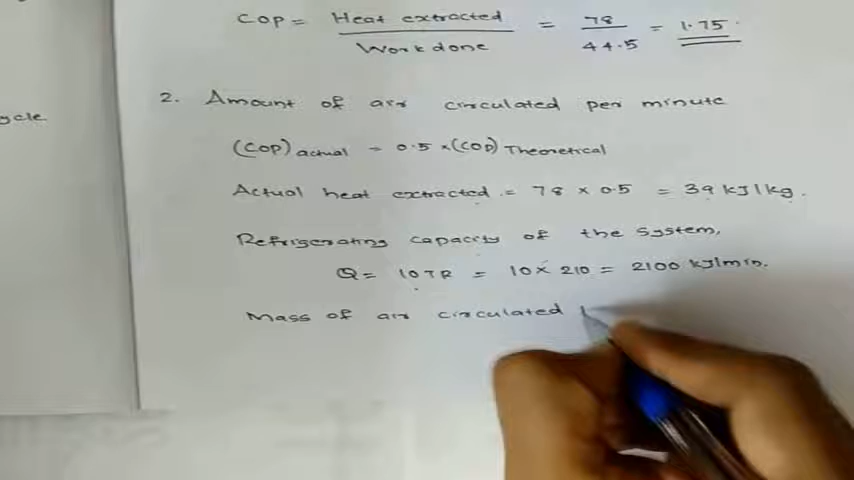 COP = Heat extracted / Work done = 78 / 44.5 = 1.75
2. Amount of air circulated per minute
ycle
(COP) actual = 0.5 × (COP) Theoretical
Actual heat extracted = 78 × 0.5 = 39 kJ/kg.
Refrigerating capacity of the system,
Q = 10TR = 10 × 210 = 2100 kJ/min.
Mass of air circulated